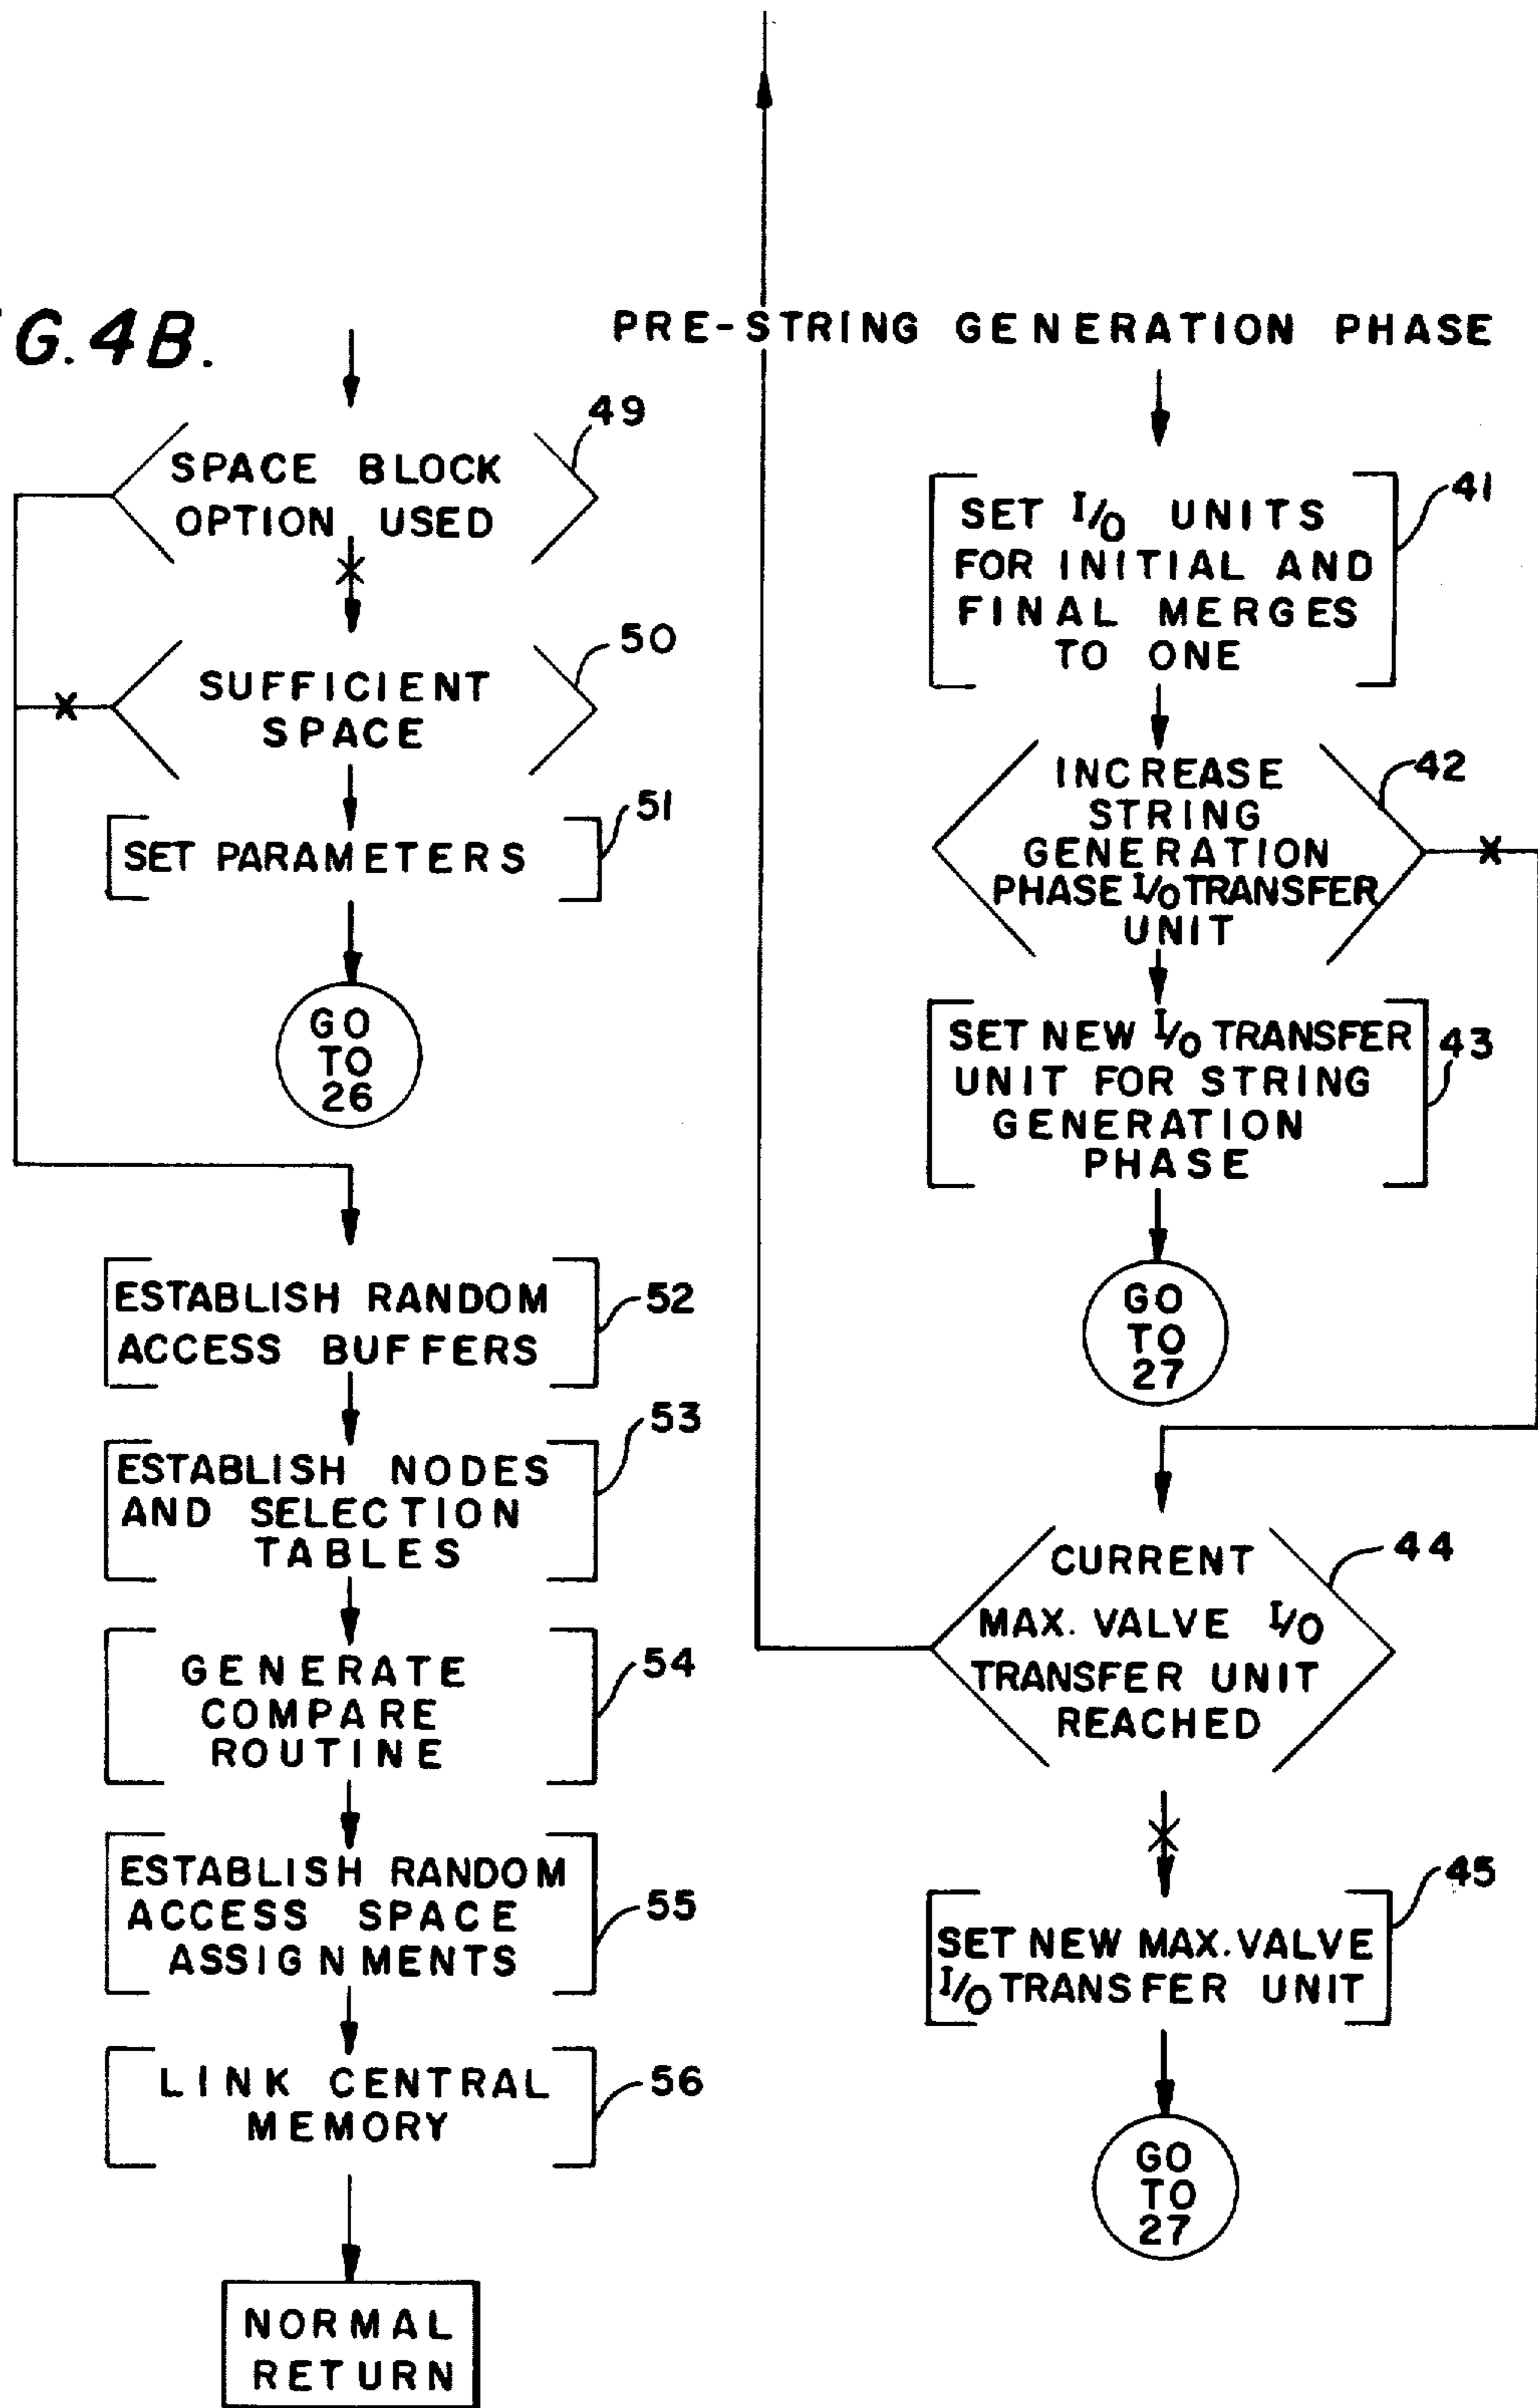 G.4B.
PRE-STRING GENERATION PHASE
49
SPACE BLOCK
OPTION USED
50
SUFFICIENT
SPACE
51
SET PARAMETERS
GO
TO
26
52
ESTABLISH RANDOM
ACCESS BUFFERS
53
ESTABLISH NODES
AND SELECTION
TABLES
54
GENERATE
COMPARE
ROUTINE
55
ESTABLISH RANDOM
ACCESS SPACE
ASSIGNMENTS
56
LINK CENTRAL
MEMORY
NORMAL
RETURN
41
SET I/O UNITS
FOR INITIAL AND
FINAL MERGES
TO ONE
42
INCREASE
STRING
GENERATION
PHASE I/O TRANSFER
UNIT
43
SET NEW I/O TRANSFER
UNIT FOR STRING
GENERATION
PHASE
GO
TO
27
44
CURRENT
MAX. VALVE I/O
TRANSFER UNIT
REACHED
45
SET NEW MAX. VALVE
I/O TRANSFER UNIT
GO
TO
27